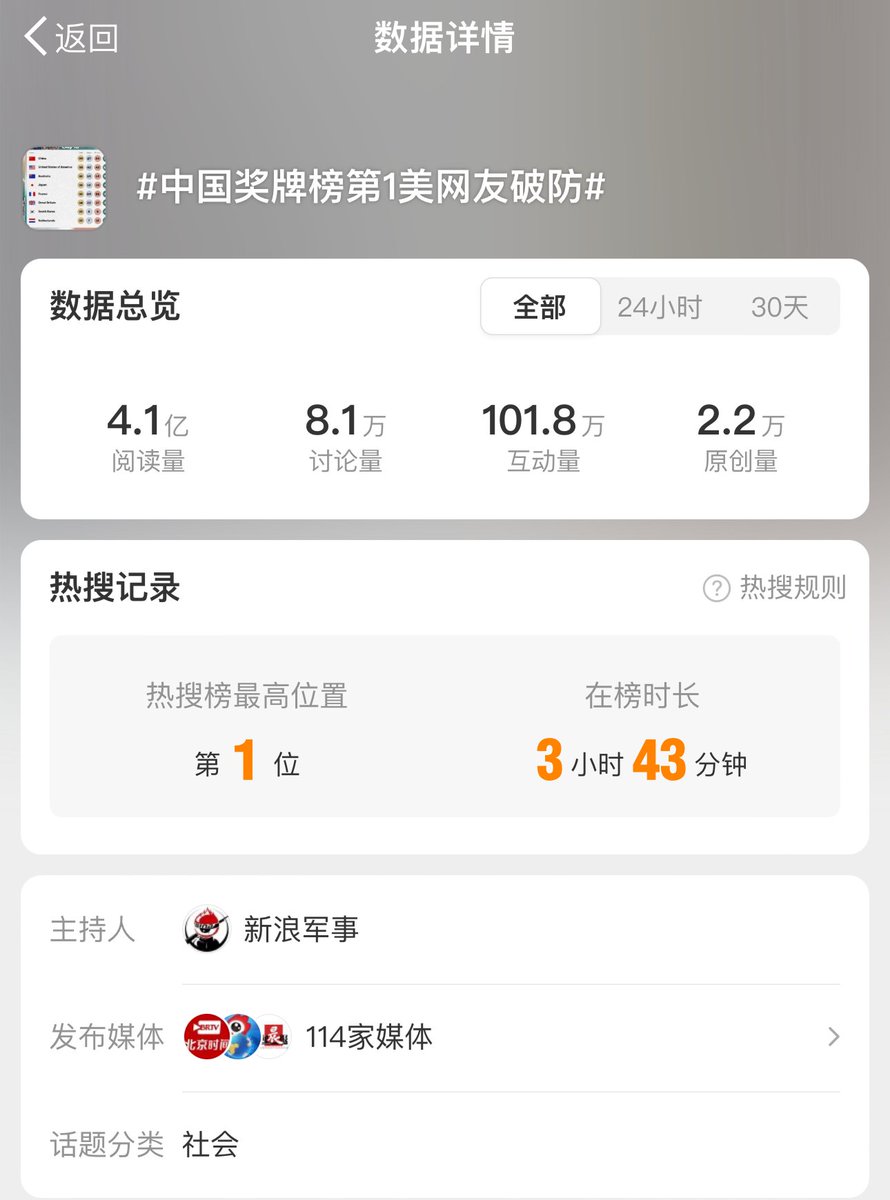 返回
数据详情
#中国奖牌榜第1美网友破防#
数据总览
全部 24小时 30天
4.1亿 8.1万 101.8万 2.2万
阅读量 讨论量 互动量 原创量
热搜记录
? 热搜规则
热搜榜最高位置 在榜时长
第 1 位 3 小时 43 分钟
主持人 新浪军事
发布媒体 BRTV 北京时间 114家媒体
话题分类 社会